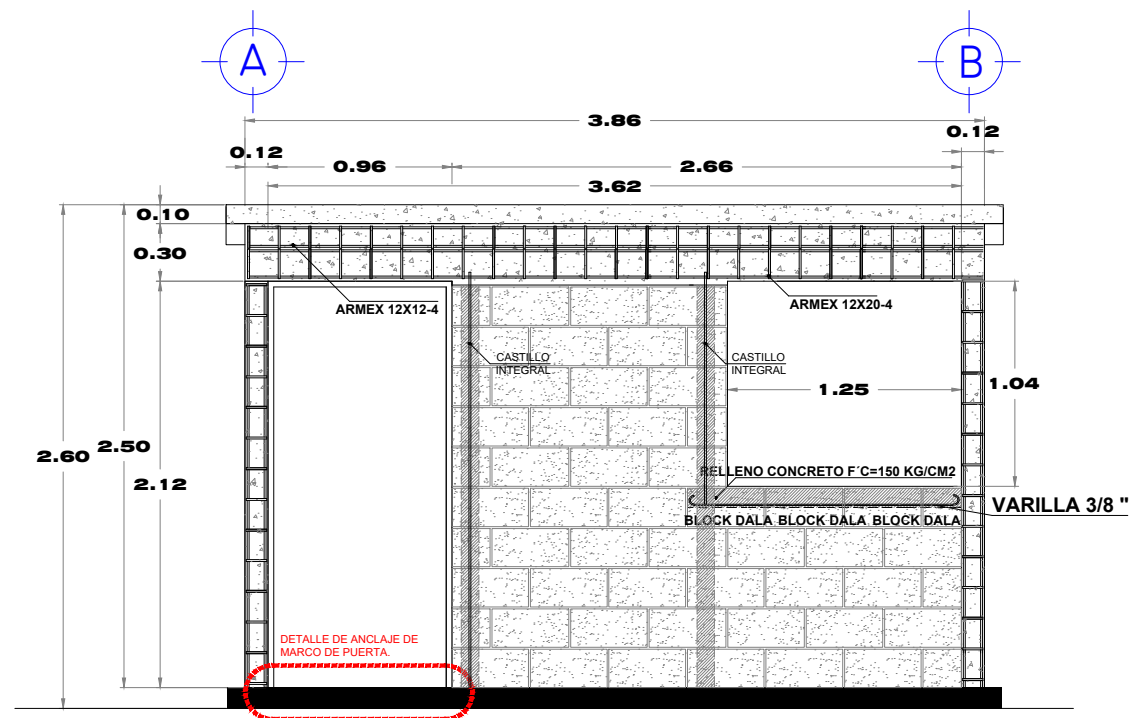 A
B
3.86
0.12
0.12
0.96
2.66
3.62
0.10
0.30
ARMEX 12X12-4
ARMEX 12X20-4
CASTILLO
INTEGRAL
CASTILLO
INTEGRAL
1.25
1.04
2.60
2.50
2.12
RELLENO CONCRETO F´C=150 KG/CM2
VARILLA 3/8 "
BLOCK DALA BLOCK DALA BLOCK DALA
DETALLE DE ANCLAJE DE
MARCO DE PUERTA.